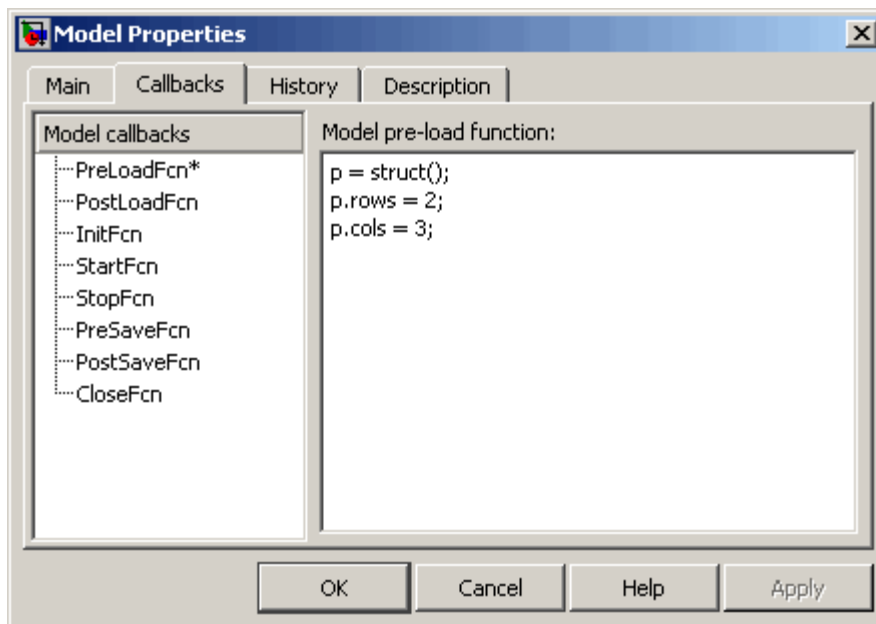 Model Properties
Main Callbacks History Description
Model callbacks
PreLoadFcn*
PostLoadFcn
InitFcn
StartFcn
StopFcn
PreSaveFcn
PostSaveFcn
CloseFcn
Model pre-load function:
p = struct();
p.rows = 2;
p.cols = 3;
OK Cancel Help Apply